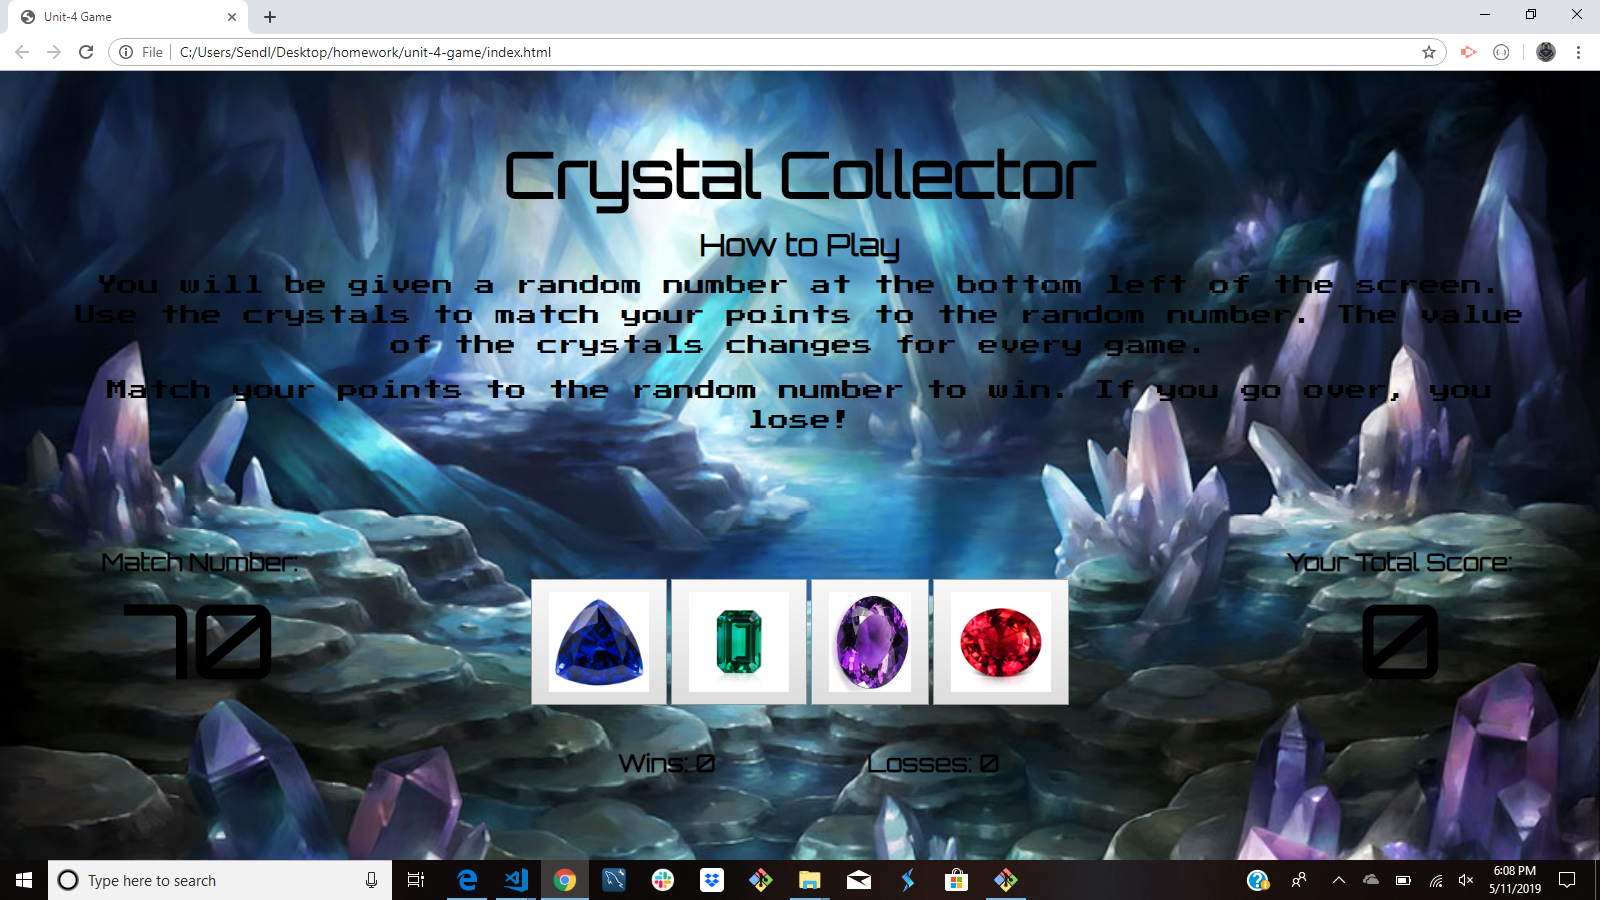 Unit-4 Game
File
C:/Users/Sendl/Desktop/homework/unit-4-game/index.html
Crystal Collector
How to Play
You will be given a random number at the bottom left of the screen.
Use the crystals to match your points to the random number. The value
of the crystals changes for every game.
Match your points to the random number to win. If you go over, you
lose!
Match Number:
70
Your Total Score:
0
Wins: 0
Losses: 0
Type here to search
6:08 PM
5/11/2019